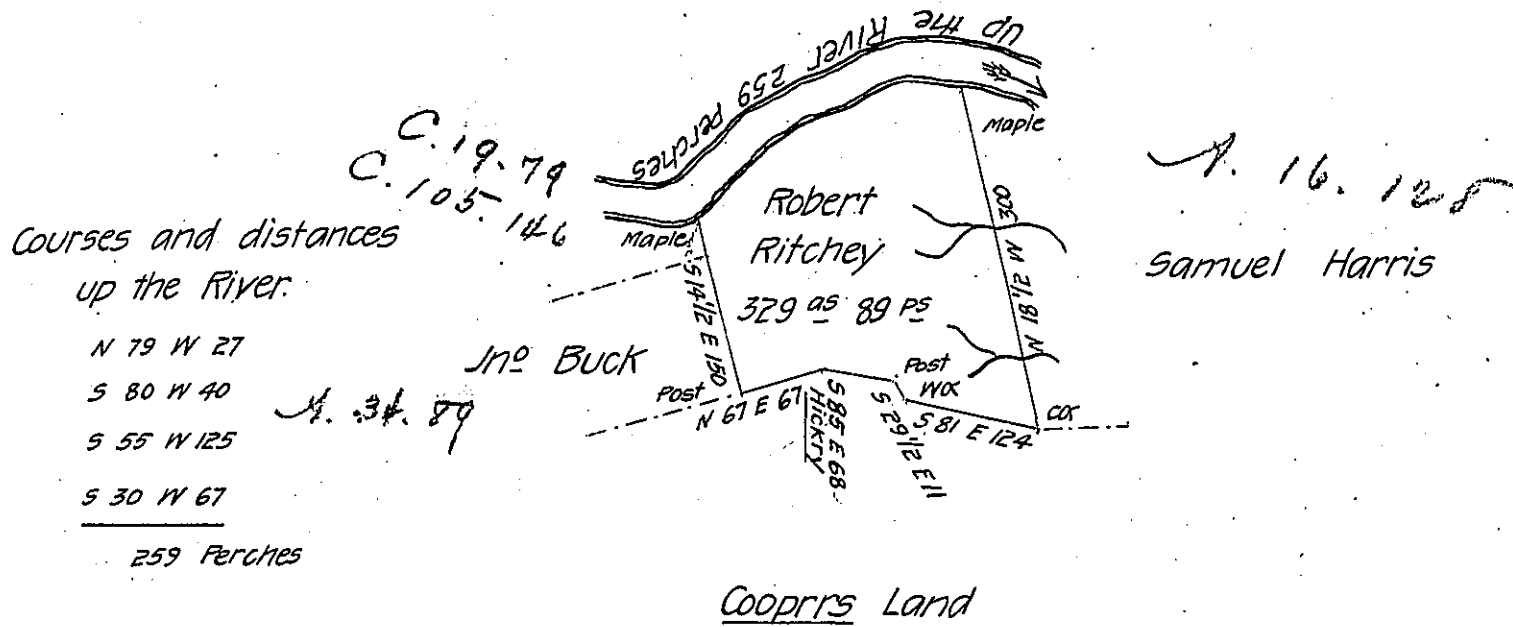 up the River 259 perches
C. 19. 79
C. 105. 146
Maple
Maple
A. 16. 128
Samuel Harris
Robert
Ritchey
329 as 89 ps
Courses and distances
up the River.
N 79 W 27
S 80 W 40
S 55 W 125
S 30 W 67
259 Perches
Jno Buck
A. 34. 89
S 14 1/2 E 150
N 18 1/2 W 300
Post
N 67 E 67
S 85 E 68
Hickry
Post
WO
S 29 1/2 E 11
S 81 E 124
CO
Cooprrs Land